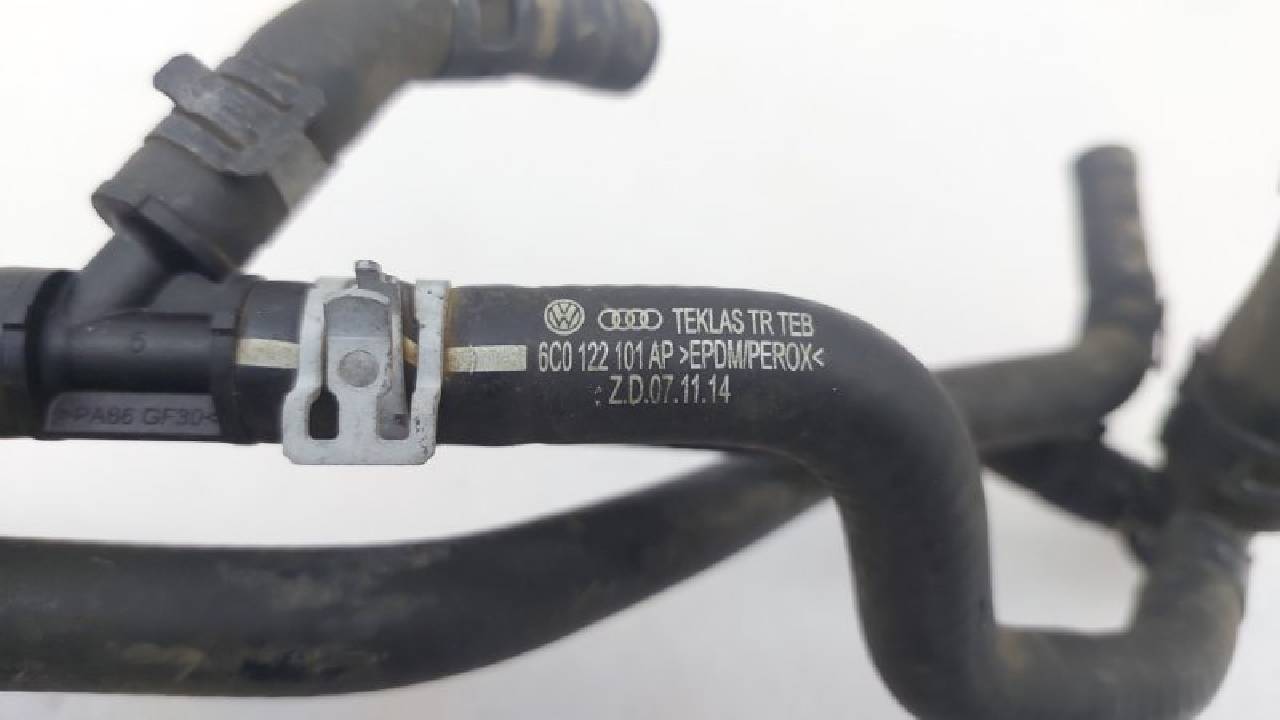 TEKLAS TR TEB
6C0 122 101 AP >EPDM/PEROX<
Z.D.07.11.14
5
>PA66 GF30<